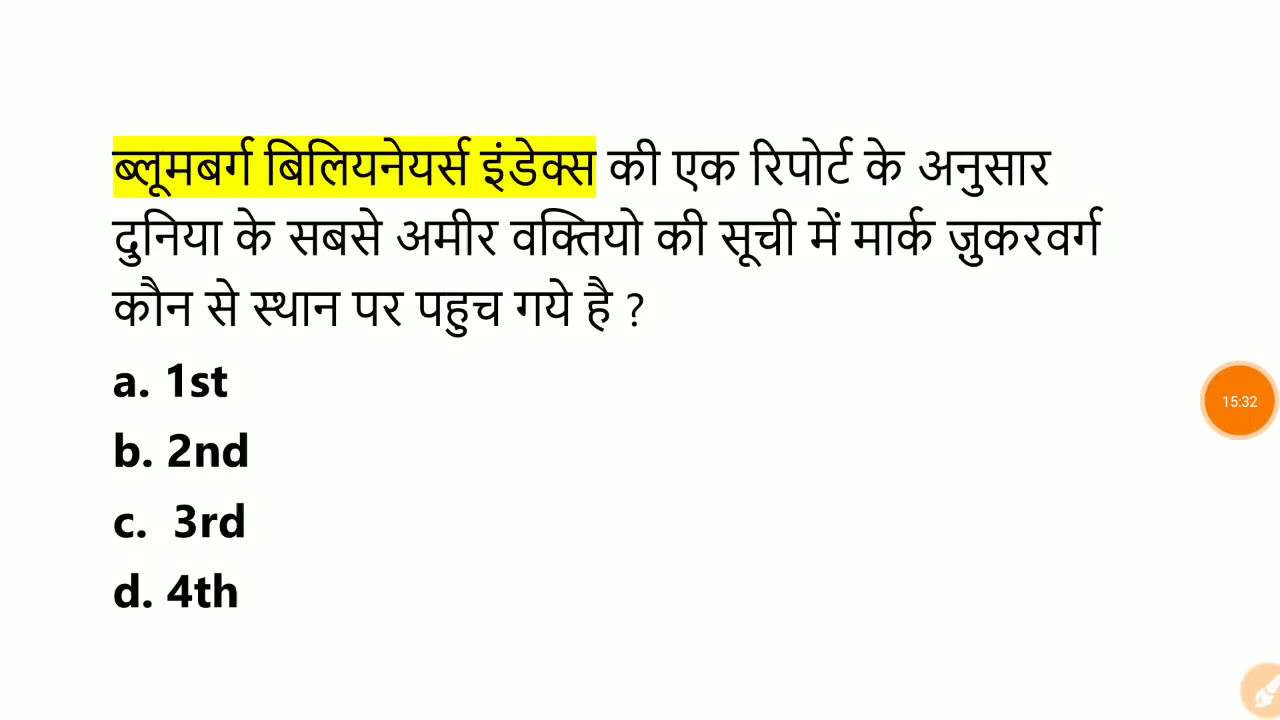 ब्लूमबर्ग बिलियनेयर्स इंडेक्स की एक रिपोर्ट के अनुसार
दुनिया के सबसे अमीर वक्तियो की सूची में मार्क ज़ुकरवर्ग
कौन से स्थान पर पहुच गये है ?
a. 1st
b. 2nd
c. 3rd
d. 4th
15:32